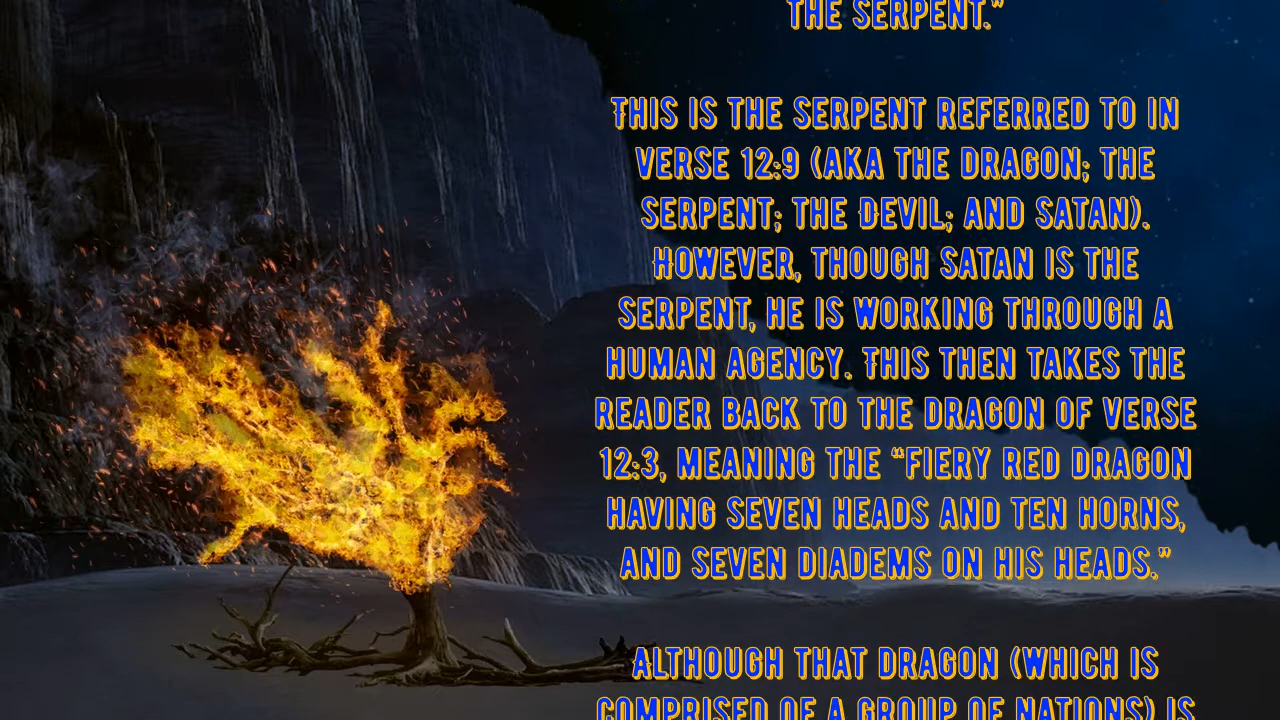 THE SERPENT.”
THIS IS THE SERPENT REFERRED TO IN
VERSE 12:9 (AKA THE DRAGON; THE
SERPENT; THE DEVIL; AND SATAN).
HOWEVER, THOUGH SATAN IS THE
SERPENT, HE IS WORKING THROUGH A
HUMAN AGENCY. THIS THEN TAKES THE
READER BACK TO THE DRAGON OF VERSE
12:3, MEANING THE “FIERY RED DRAGON
HAVING SEVEN HEADS AND TEN HORNS,
AND SEVEN DIADEMS ON HIS HEADS.”
ALTHOUGH THAT DRAGON (WHICH IS
COMPRISED OF A GROUP OF NATIONS) IS